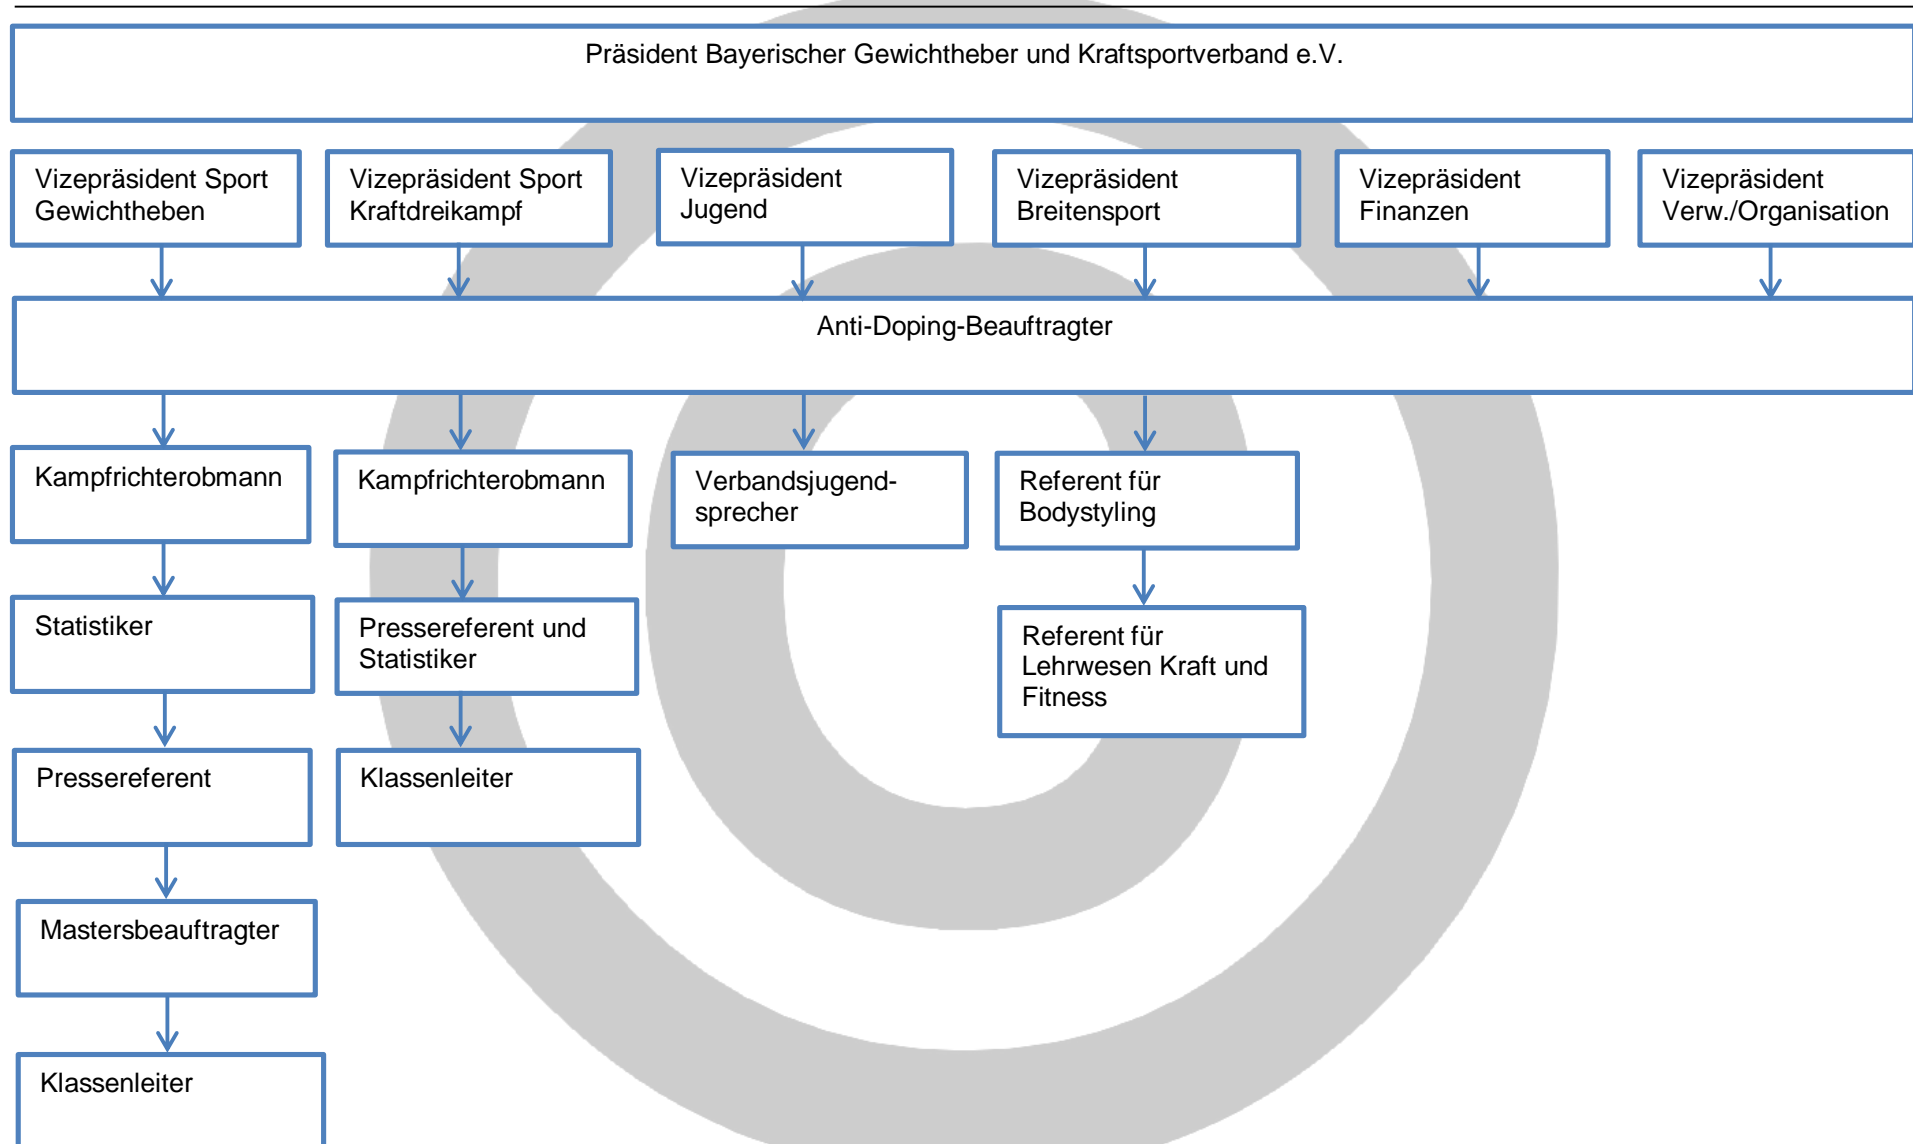 Präsident Bayerischer Gewichtheber und Kraftsportverband e.V.
Vizepräsident Sport
Gewichtheben
Vizepräsident Sport
Kraftdreikampf
Vizepräsident
Jugend
Vizepräsident
Breitensport
Vizepräsident
Finanzen
Vizepräsident
Verw./Organisation
Anti-Doping-Beauftragter
Kampfrichterobmann
Kampfrichterobmann
Verbandsjugend-
sprecher
Referent für
Bodystyling
Statistiker
Pressereferent und
Statistiker
Referent für
Lehrwesen Kraft und
Fitness
Pressereferent
Klassenleiter
Mastersbeauftragter
Klassenleiter